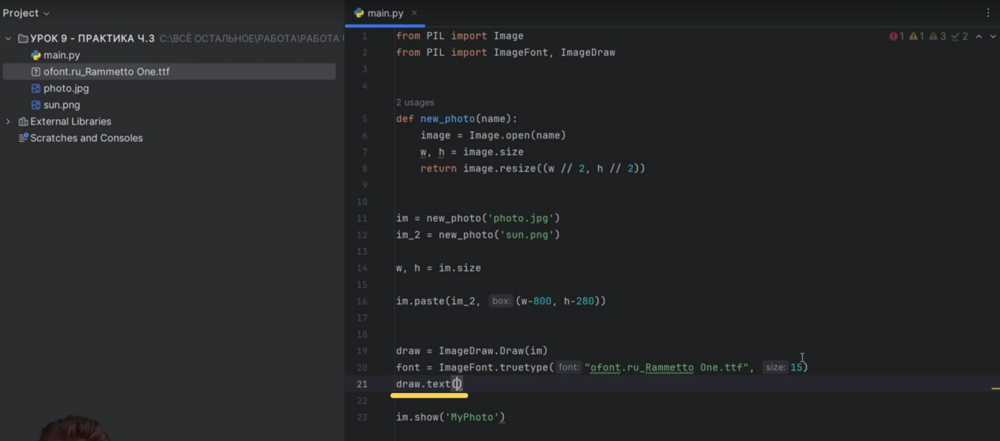 Project
УРОК 9 - ПРАКТИКА Ч.3 C:\ВСЁ ОСТАЛЬНОЕ\РАБОТА\РАБОТА
main.py
ofont.ru_Rammetto One.ttf
photo.jpg
sun.png
External Libraries
Scratches and Consoles
main.py
1 1 3 2
1 from PIL import Image
2 from PIL import ImageFont, ImageDraw
3
4
2 usages
5 def new_photo(name):
6 image = Image.open(name)
7 w, h = image.size
8 return image.resize((w // 2, h // 2))
9
10
11 im = new_photo('photo.jpg')
12 im_2 = new_photo('sun.png')
13
14 w, h = im.size
15
16 im.paste(im_2, box: (w-800, h-280))
17
18
19 draw = ImageDraw.Draw(im)
20 font = ImageFont.truetype( font: "ofont.ru_Rammetto One.ttf", size: 15)
21 draw.text()
22
23 im.show('MyPhoto')